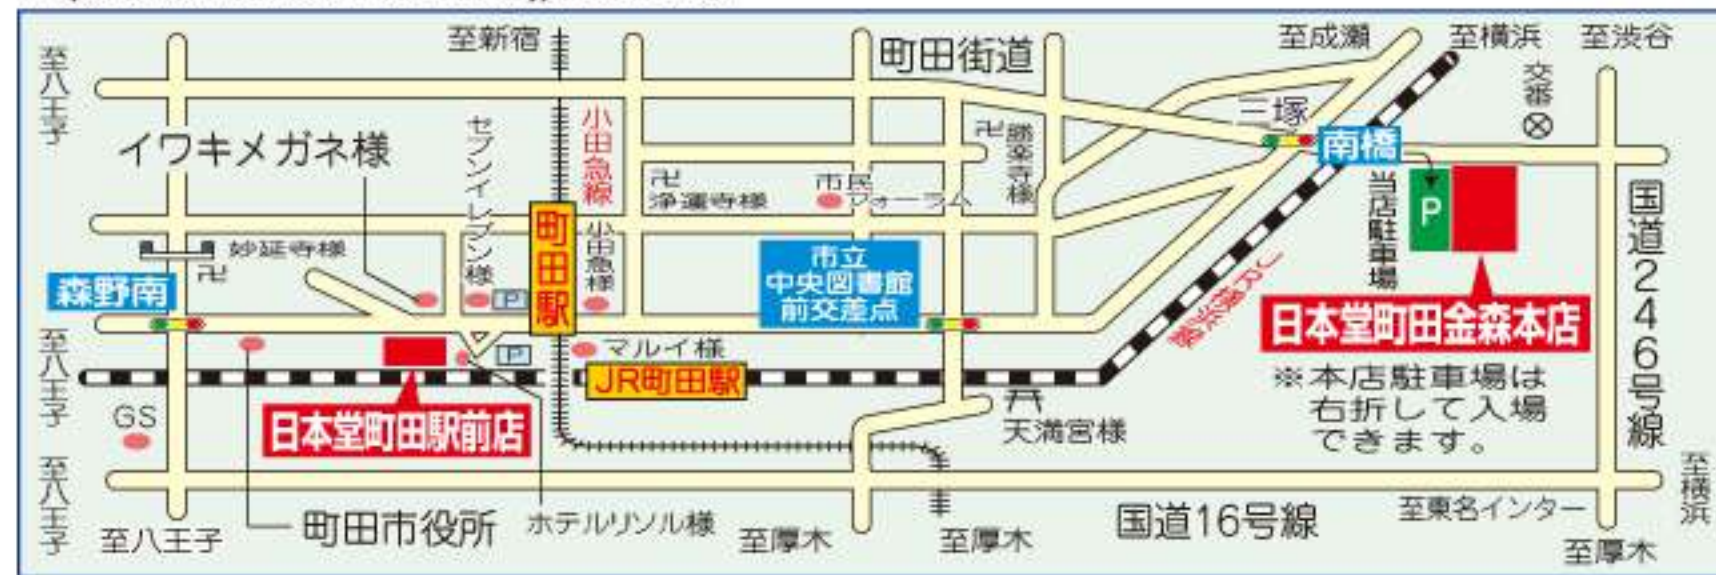 至八王子
至新宿
町田街道
至成瀬
至横浜
至渋谷
交番
三塚
南橋
イワキメガネ様
セブンイレブン様
小田急線
卍
勝楽寺様
卍
浄運寺様
市民
フォーラム
当店駐車場
P
国道246号線
町田駅
小田急様
妙延寺様
卍
森野南
P
市立
中央図書館
前交差点
JR横浜線
日本堂町田金森本店
至八王子
P
マルイ様
JR町田駅
※本店駐車場は
右折して入場
できます。
GS
日本堂町田駅前店
天満宮様
至八王子
至横浜
至八王子
町田市役所
ホテルリソル様
至厚木
至厚木
国道16号線
至東名インター
至厚木